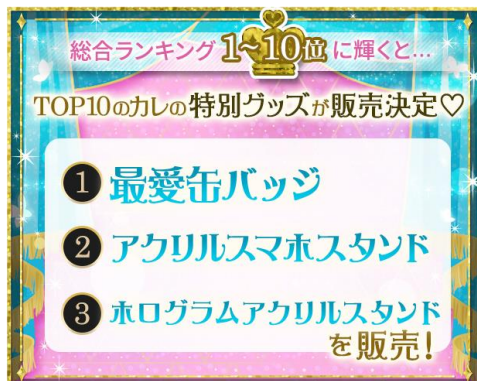 総合ランキング1~10位に輝くと...
TOP10のカレの特別グッズが販売決定♡
1 最愛缶バッジ
2 アクリルスマホスタンド
3 ホログラムアクリルスタンド
を販売!